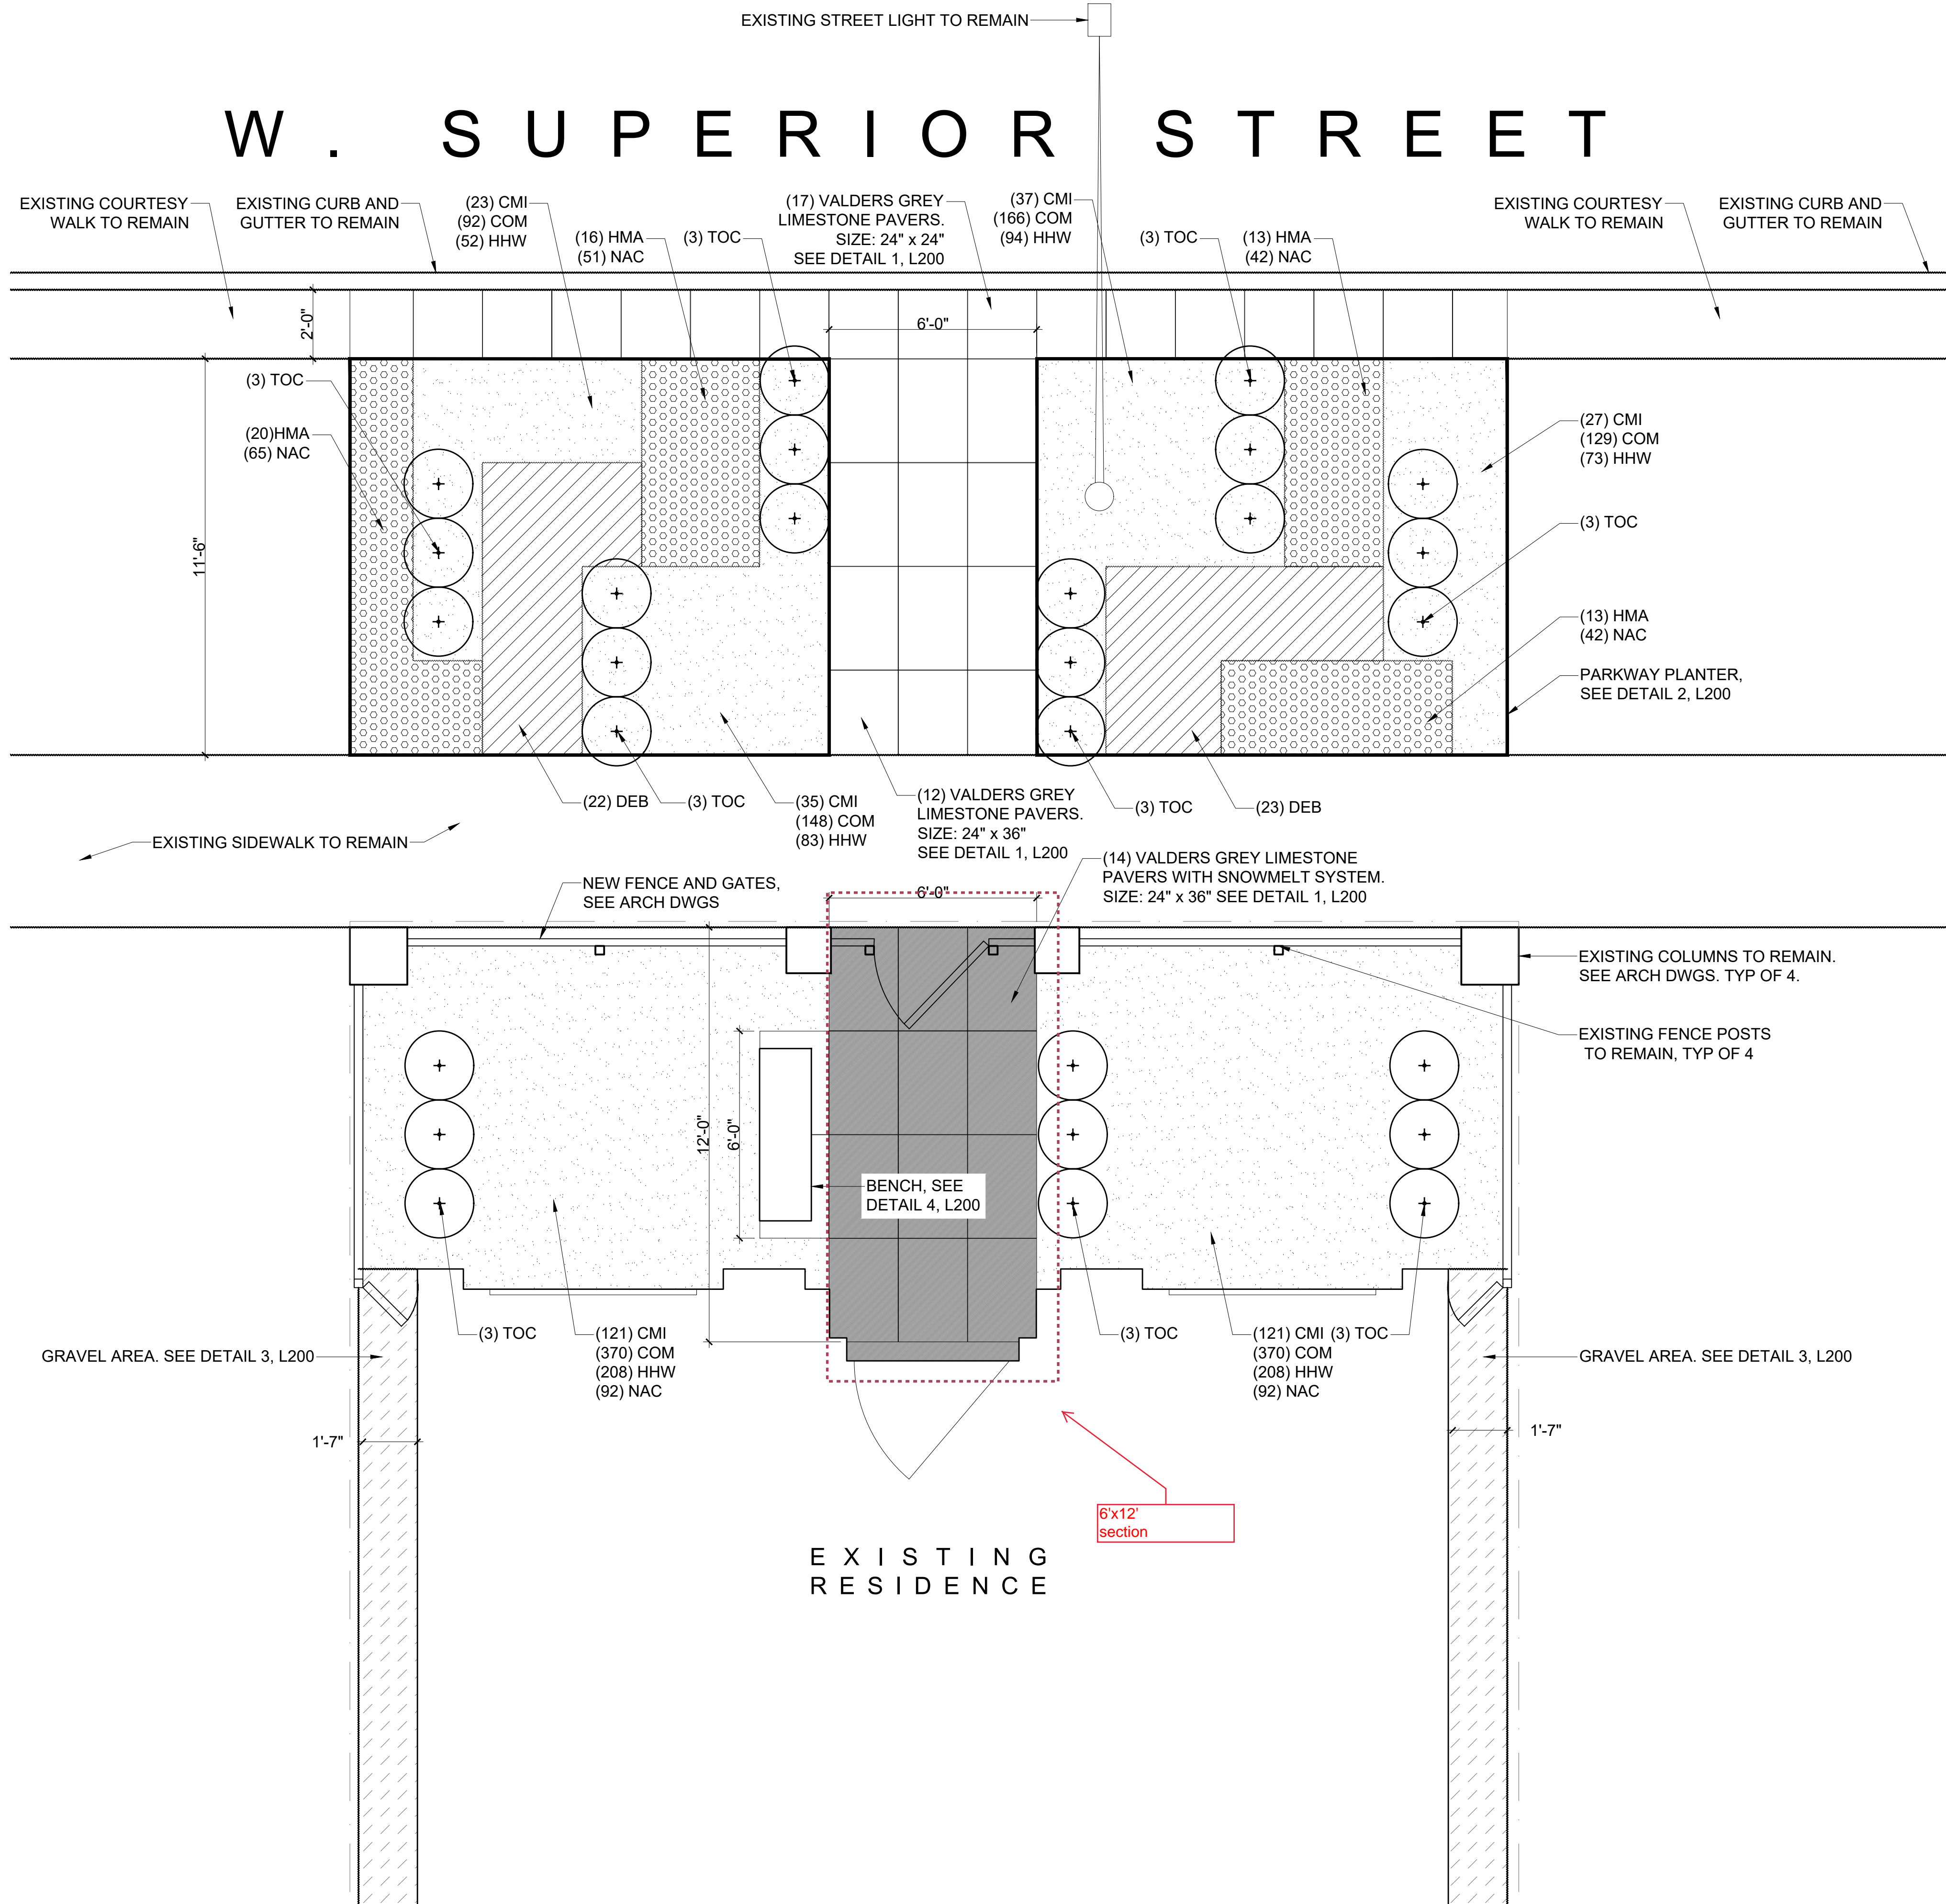 EXISTING STREET LIGHT TO REMAIN
W. SUPERIOR STREET
EXISTING COURTESY
WALK TO REMAIN
EXISTING CURB AND
GUTTER TO REMAIN
(23) CMI
(92) COM
(52) HHW
(16) HMA
(51) NAC
(3) TOC
(17) VALDERS GREY
LIMESTONE PAVERS.
SIZE: 24" x 24"
SEE DETAIL 1, L200
(37) CMI
(166) COM
(94) HHW
(3) TOC
(13) HMA
(42) NAC
EXISTING COURTESY
WALK TO REMAIN
EXISTING CURB AND
GUTTER TO REMAIN
2'-0"
6'-0"
(3) TOC
(20)HMA
(65) NAC
11'-6"
(27) CMI
(129) COM
(73) HHW
(3) TOC
(13) HMA
(42) NAC
PARKWAY PLANTER,
SEE DETAIL 2, L200
(22) DEB
(3) TOC
(35) CMI
(148) COM
(83) HHW
(12) VALDERS GREY
LIMESTONE PAVERS.
SIZE: 24" x 36"
SEE DETAIL 1, L200
(3) TOC
(23) DEB
EXISTING SIDEWALK TO REMAIN
NEW FENCE AND GATES,
SEE ARCH DWGS
6'-0"
(14) VALDERS GREY LIMESTONE
PAVERS WITH SNOWMELT SYSTEM.
SIZE: 24" x 36" SEE DETAIL 1, L200
EXISTING COLUMNS TO REMAIN.
SEE ARCH DWGS. TYP OF 4.
EXISTING FENCE POSTS
TO REMAIN, TYP OF 4
12'-0"
6'-0"
BENCH, SEE
DETAIL 4, L200
(3) TOC
(121) CMI
(370) COM
(208) HHW
(92) NAC
(3) TOC
(121) CMI (3) TOC
(370) COM
(208) HHW
(92) NAC
GRAVEL AREA. SEE DETAIL 3, L200
GRAVEL AREA. SEE DETAIL 3, L200
1'-7"
1'-7"
6'x12'
section
EXISTING
RESIDENCE